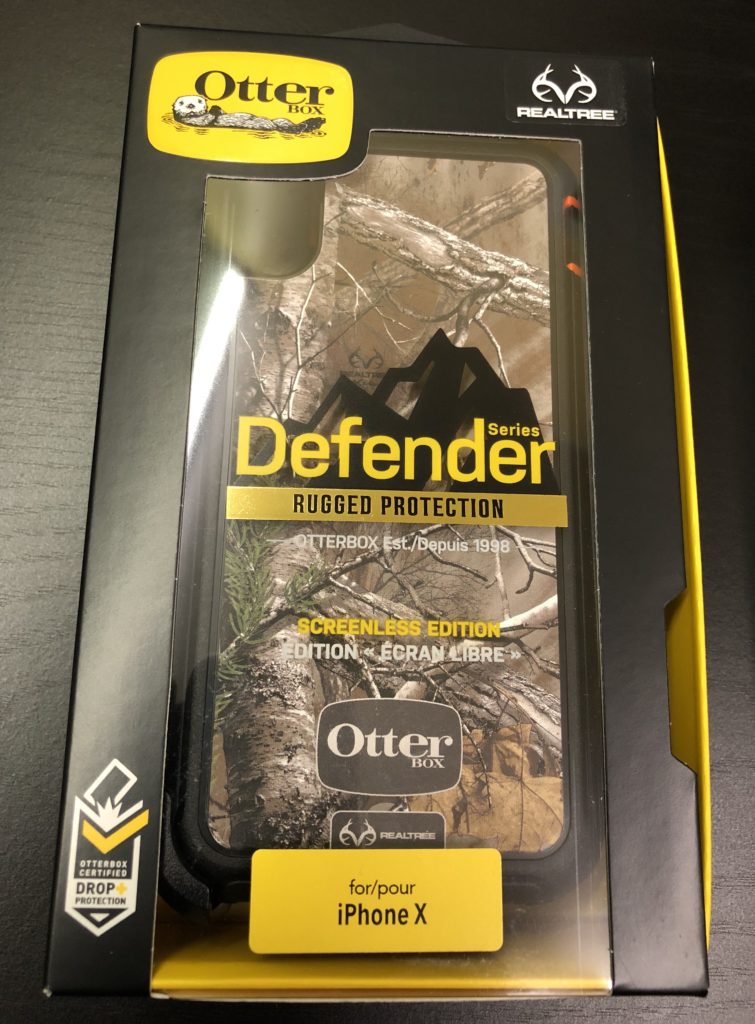 Otter
BOX
REALTREE
REALTREE
Series
Defender
RUGGED PROTECTION
OTTERBOX Est./Depuis 1998
SCREENLESS EDITION
ÉDITION « ÉCRAN LIBRE »
Otter
BOX
REALTREE
OTTERBOX
CERTIFIED
DROP+
PROTECTION
for/pour
iPhone X